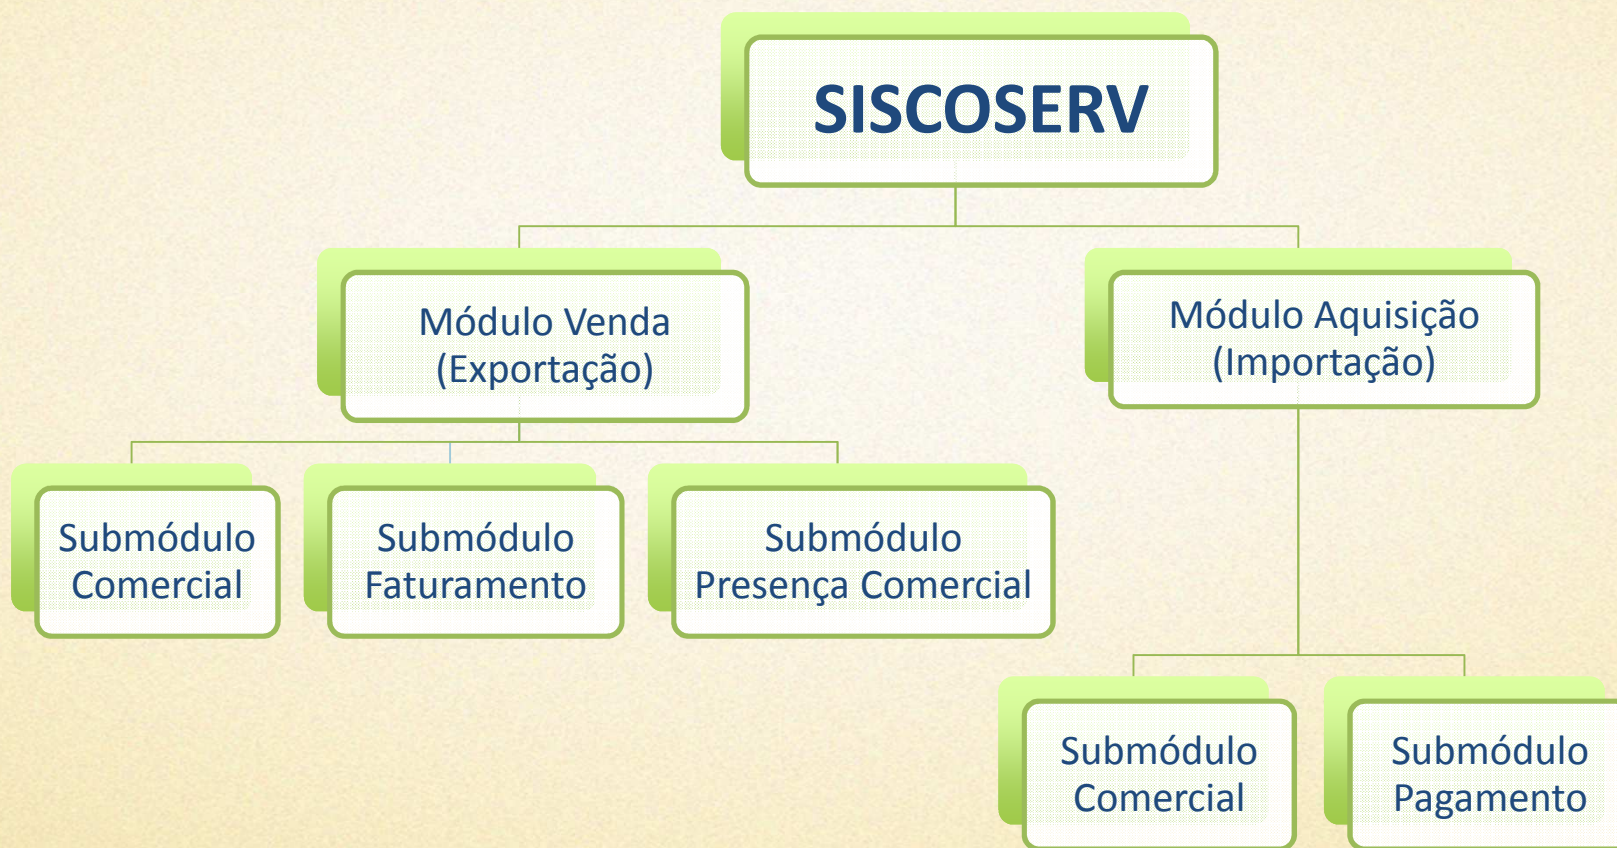 SISCOSERV
Módulo Venda
(Exportação)
Módulo Aquisição
(Importação)
Submódulo
Comercial
Submódulo
Faturamento
Submódulo
Presença Comercial
Submódulo
Comercial
Submódulo
Pagamento